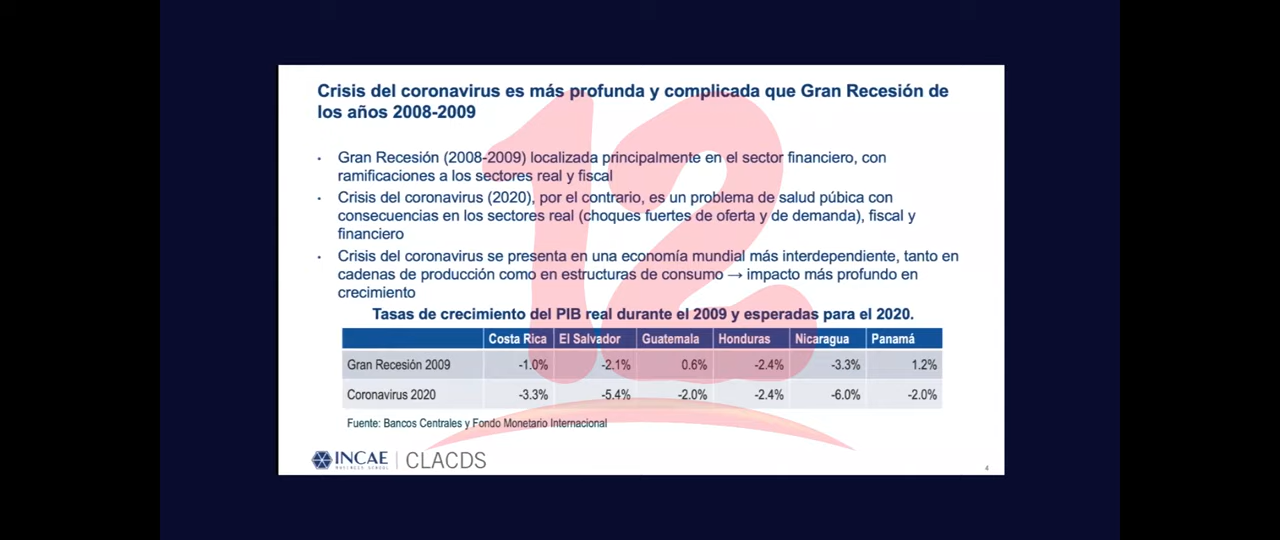 Crisis del coronavirus es más profunda y complicada que Gran Recesión de
los años 2008-2009
· Gran Recesión (2008-2009) localizada principalmente en el sector financiero, con
ramificaciones a los sectores real y fiscal
· Crisis del coronavirus (2020), por el contrario, es un problema de salud púbica con
consecuencias en los sectores real (choques fuertes de oferta y de demanda), fiscal y
financiero
· Crisis del coronavirus se presenta en una economía mundial más interdependiente, tanto en
cadenas de producción como en estructuras de consumo → impacto más profundo en
crecimiento
Tasas de crecimiento del PIB real durante el 2009 y esperadas para el 2020.
Costa Rica El Salvador Guatemala Honduras Nicaragua Panamá
Gran Recesión 2009 -1.0% -2.1% 0.6% -2.4% -3.3% 1.2%
Coronavirus 2020 -3.3% -5.4% -2.0% -2.4% -6.0% -2.0%
Fuente: Bancos Centrales y Fondo Monetario Internacional
INCAE | CLACDS
BUSINESS SCHOOL
4
12